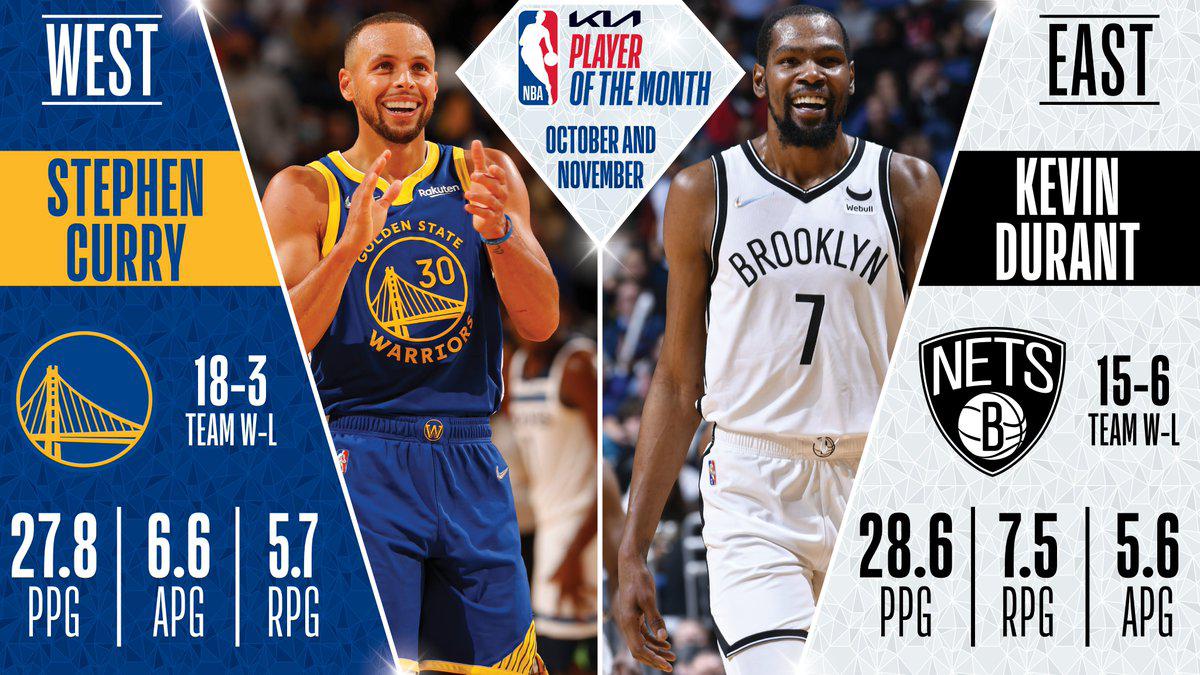 WEST
STEPHEN
CURRY
18-3
TEAM W-L
27.8
PPG
6.6
APG
5.7
RPG
KIA
NBA
PLAYER
OF THE MONTH
OCTOBER AND
NOVEMBER
Rakuten
GOLDEN STATE
30
WARRIORS
W
Webull
BROOKLYN
7
EAST
KEVIN
DURANT
NETS
B
15-6
TEAM W-L
28.6
PPG
7.5
RPG
5.6
APG